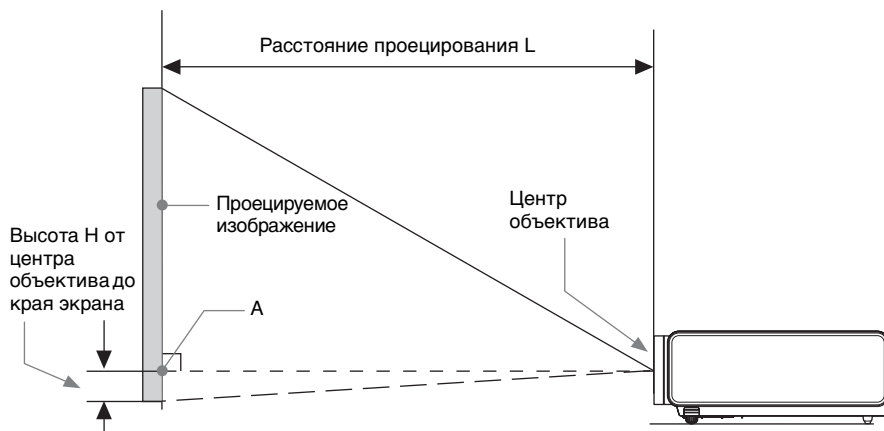 Расстояние проецирования L
Проецируемое
изображение
Центр
объектива
Высота H от
центра
объектива до
края экрана
A